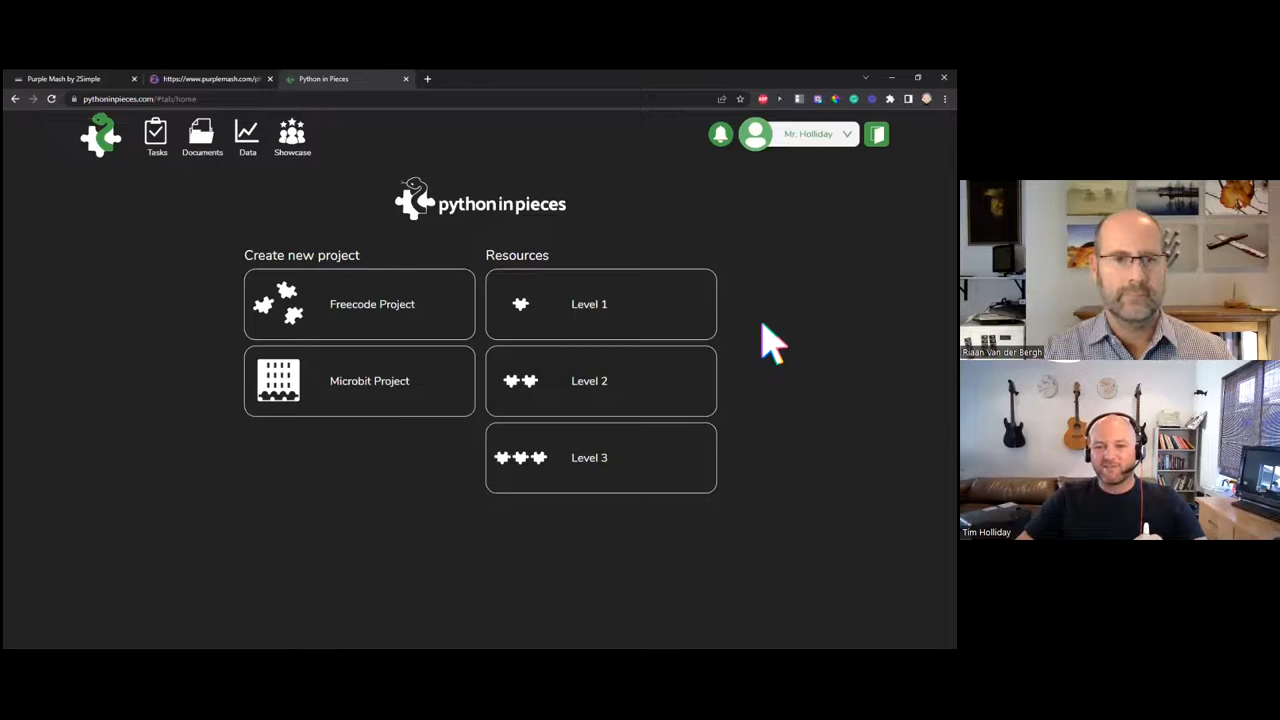 Purple Mash by 2Simple
https://www.purplemash.com/pi
Python in Pieces
pythoninpieces.com/#tab/home
Tasks
Documents
Data
Showcase
Mr. Holliday
python in pieces
Create new project
Resources
Freecode Project
Level 1
Microbit Project
Level 2
Level 3
Riaan Van der Bergh
Tim Holliday